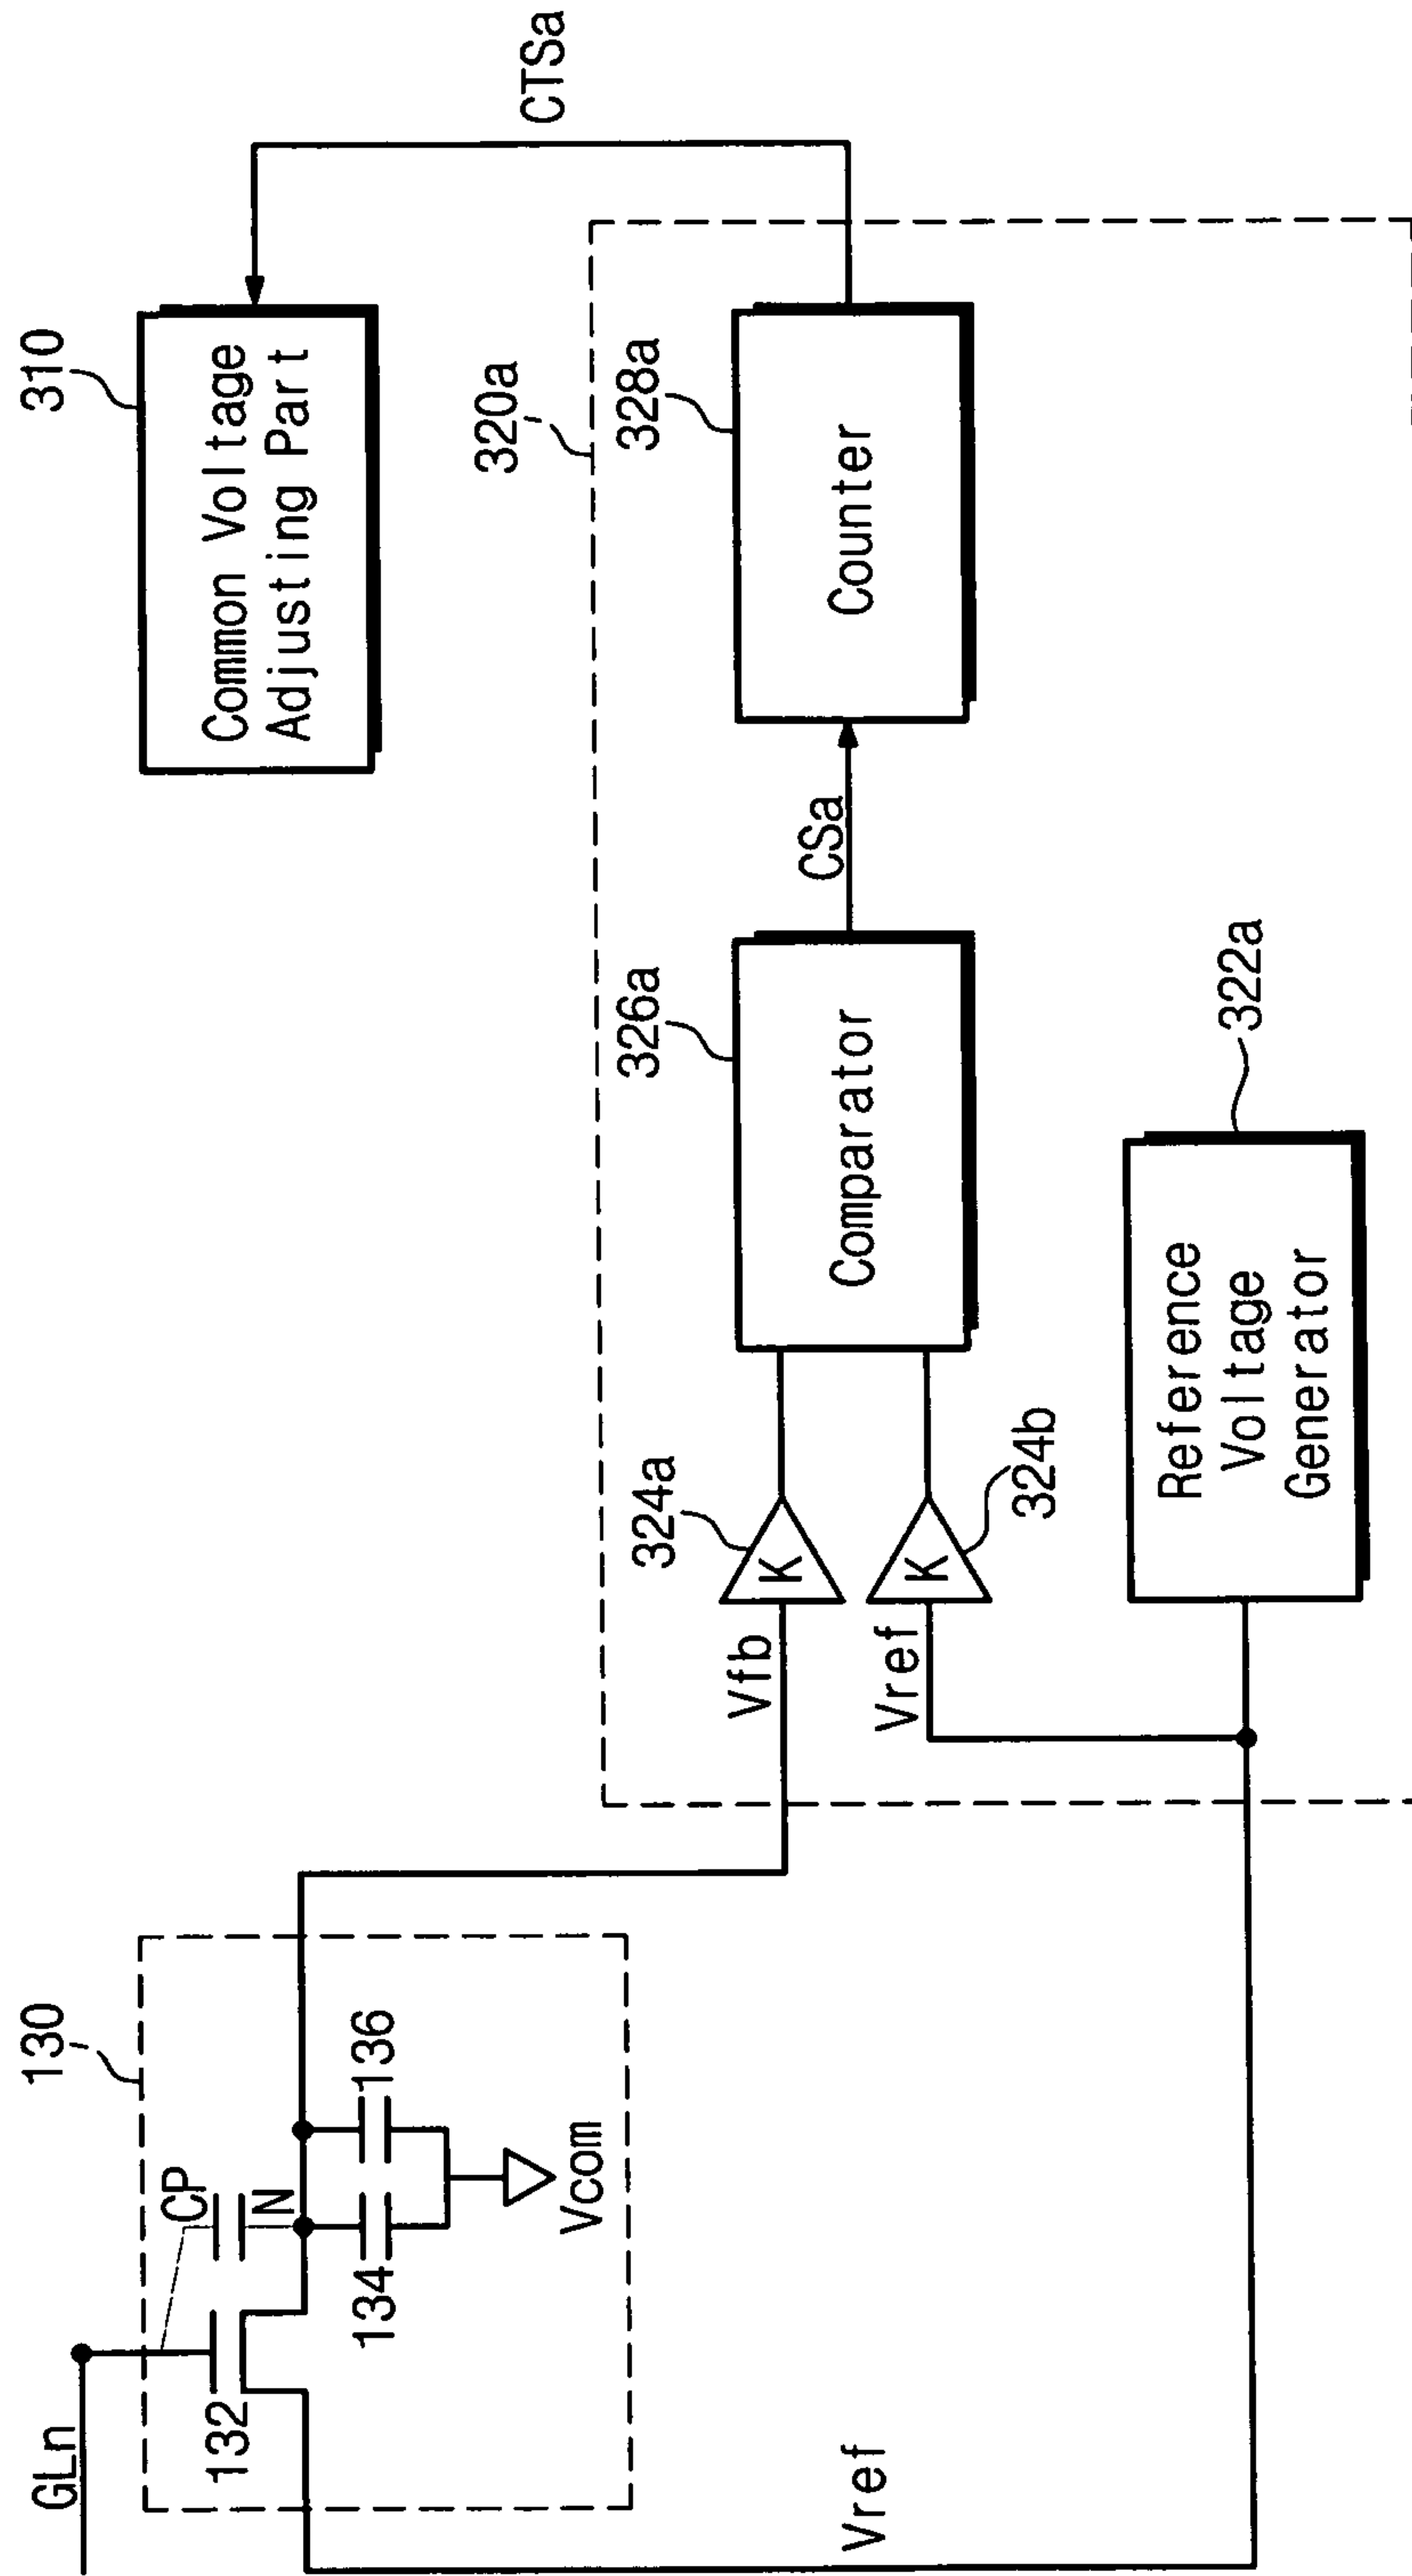 310
Common Voltage
Adjusting Part
CTSa
320a
328a
Counter
CSa
326a
Comparator
322a
Reference
Voltage
Generator
324a
K
324b
K
Vfb
Vref
130
CP
N
136
134
132
Vcom
GLn
Vref